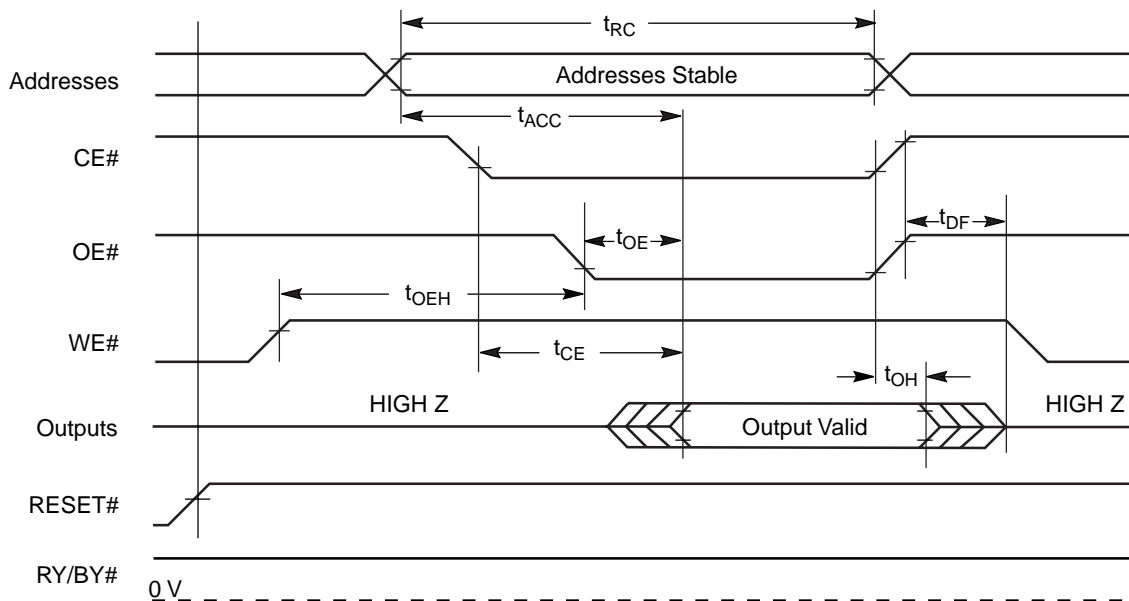 tRC
Addresses
Addresses Stable
tACC
CE#
tDF
OE#
tOE
tOEH
WE#
tCE
tOH
HIGH Z
HIGH Z
Outputs
Output Valid
RESET#
RY/BY#
0 V